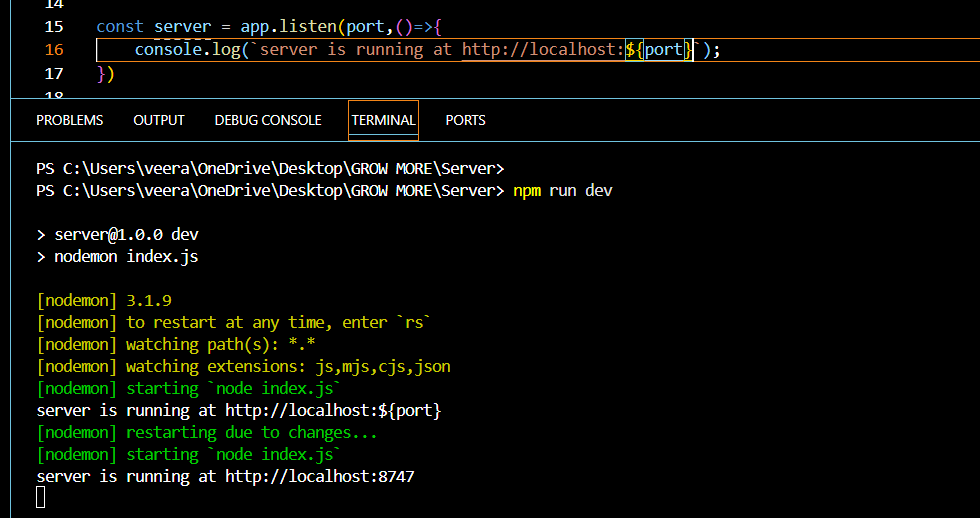 14
15 const server = app.listen(port,()=>{
16 console.log(`server is running at http://localhost:${port}`);
17 })
18
PROBLEMS OUTPUT DEBUG CONSOLE TERMINAL PORTS
PS C:\Users\veera\OneDrive\Desktop\GROW MORE\Server>
PS C:\Users\veera\OneDrive\Desktop\GROW MORE\Server> npm run dev
> server@1.0.0 dev
> nodemon index.js
[nodemon] 3.1.9
[nodemon] to restart at any time, enter `rs`
[nodemon] watching path(s): *.*
[nodemon] watching extensions: js,mjs,cjs,json
[nodemon] starting `node index.js`
server is running at http://localhost:${port}
[nodemon] restarting due to changes...
[nodemon] starting `node index.js`
server is running at http://localhost:8747